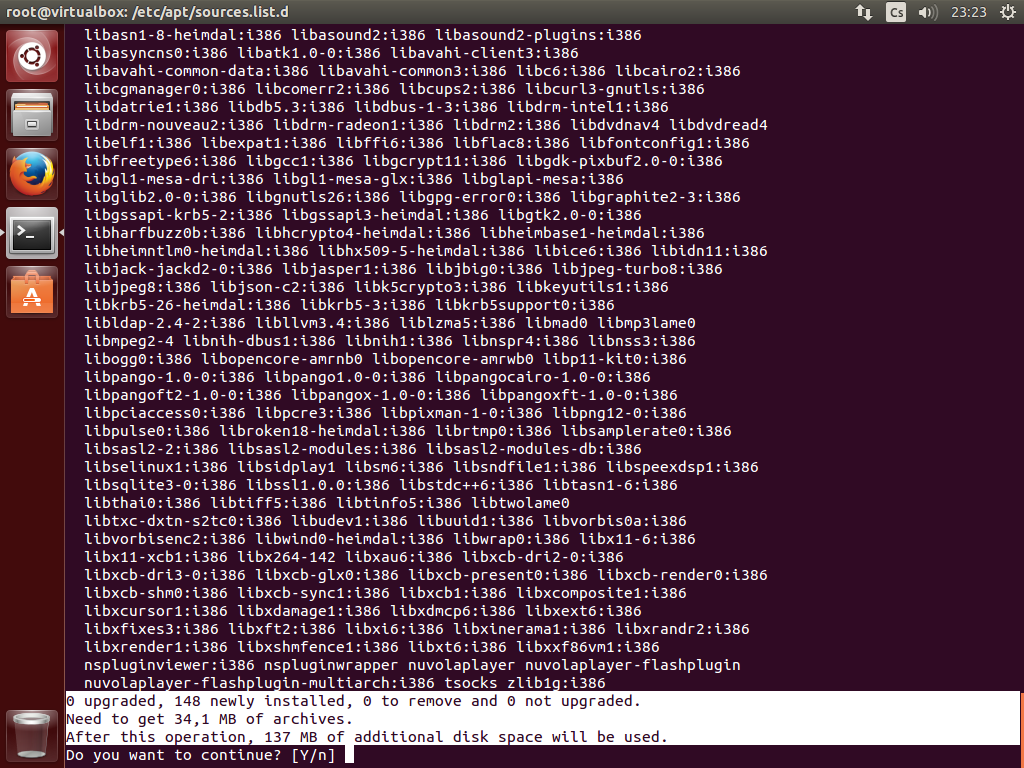 root@virtualbox: /etc/apt/sources.list.d
Cs
23:23
libasn1-8-heimdal:i386 libasound2:i386 libasound2-plugins:i386
libasyncns0:i386 libatk1.0-0:i386 libavahi-client3:i386
libavahi-common-data:i386 libavahi-common3:i386 libc6:i386 libcairo2:i386
libcgmanager0:i386 libcomerr2:i386 libcups2:i386 libcurl3-gnutls:i386
libdatrie1:i386 libdb5.3:i386 libdbus-1-3:i386 libdrm-intel1:i386
libdrm-nouveau2:i386 libdrm-radeon1:i386 libdrm2:i386 libdvdnav4 libdvdread4
libelf1:i386 libexpat1:i386 libffi6:i386 libflac8:i386 libfontconfig1:i386
libfreetype6:i386 libgcc1:i386 libgcrypt11:i386 libgdk-pixbuf2.0-0:i386
libgl1-mesa-dri:i386 libgl1-mesa-glx:i386 libglapi-mesa:i386
libglib2.0-0:i386 libgnutls26:i386 libgpg-error0:i386 libgraphite2-3:i386
libgssapi-krb5-2:i386 libgssapi3-heimdal:i386 libgtk2.0-0:i386
libharfbuzz0b:i386 libhcrypto4-heimdal:i386 libheimbase1-heimdal:i386
libheimntlm0-heimdal:i386 libhx509-5-heimdal:i386 libice6:i386 libidn11:i386
libjack-jackd2-0:i386 libjasper1:i386 libjbig0:i386 libjpeg-turbo8:i386
libjpeg8:i386 libjson-c2:i386 libk5crypto3:i386 libkeyutils1:i386
libkrb5-26-heimdal:i386 libkrb5-3:i386 libkrb5support0:i386
libldap-2.4-2:i386 libllvm3.4:i386 liblzma5:i386 libmad0 libmp3lame0
libmpeg2-4 libnih-dbus1:i386 libnih1:i386 libnspr4:i386 libnss3:i386
libogg0:i386 libopencore-amrnb0 libopencore-amrwb0 libp11-kit0:i386
libpango-1.0-0:i386 libpango1.0-0:i386 libpangocairo-1.0-0:i386
libpangoft2-1.0-0:i386 libpangox-1.0-0:i386 libpangoxft-1.0-0:i386
libpciaccess0:i386 libpcre3:i386 libpixman-1-0:i386 libpng12-0:i386
libpulse0:i386 libroken18-heimdal:i386 librtmp0:i386 libsamplerate0:i386
libsasl2-2:i386 libsasl2-modules:i386 libsasl2-modules-db:i386
libselinux1:i386 libsidplay1 libsm6:i386 libsndfile1:i386 libspeexdsp1:i386
libsqlite3-0:i386 libssl1.0.0:i386 libstdc++6:i386 libtasn1-6:i386
libthai0:i386 libtiff5:i386 libtinfo5:i386 libtwolame0
libtxc-dxtn-s2tc0:i386 libudev1:i386 libuuid1:i386 libvorbis0a:i386
libvorbisenc2:i386 libwind0-heimdal:i386 libwrap0:i386 libx11-6:i386
libx11-xcb1:i386 libx264-142 libxau6:i386 libxcb-dri2-0:i386
libxcb-dri3-0:i386 libxcb-glx0:i386 libxcb-present0:i386 libxcb-render0:i386
libxcb-shm0:i386 libxcb-sync1:i386 libxcb1:i386 libxcomposite1:i386
libxcursor1:i386 libxdamage1:i386 libxdmcp6:i386 libxext6:i386
libxfixes3:i386 libxft2:i386 libxi6:i386 libxinerama1:i386 libxrandr2:i386
libxrender1:i386 libxshmfence1:i386 libxt6:i386 libxxf86vm1:i386
nspluginviewer:i386 nspluginwrapper nuvolaplayer nuvolaplayer-flashplugin
nuvolaplayer-flashplugin-multiarch:i386 tsocks zlib1g:i386
0 upgraded, 148 newly installed, 0 to remove and 0 not upgraded.
Need to get 34,1 MB of archives.
After this operation, 137 MB of additional disk space will be used.
Do you want to continue? [Y/n]